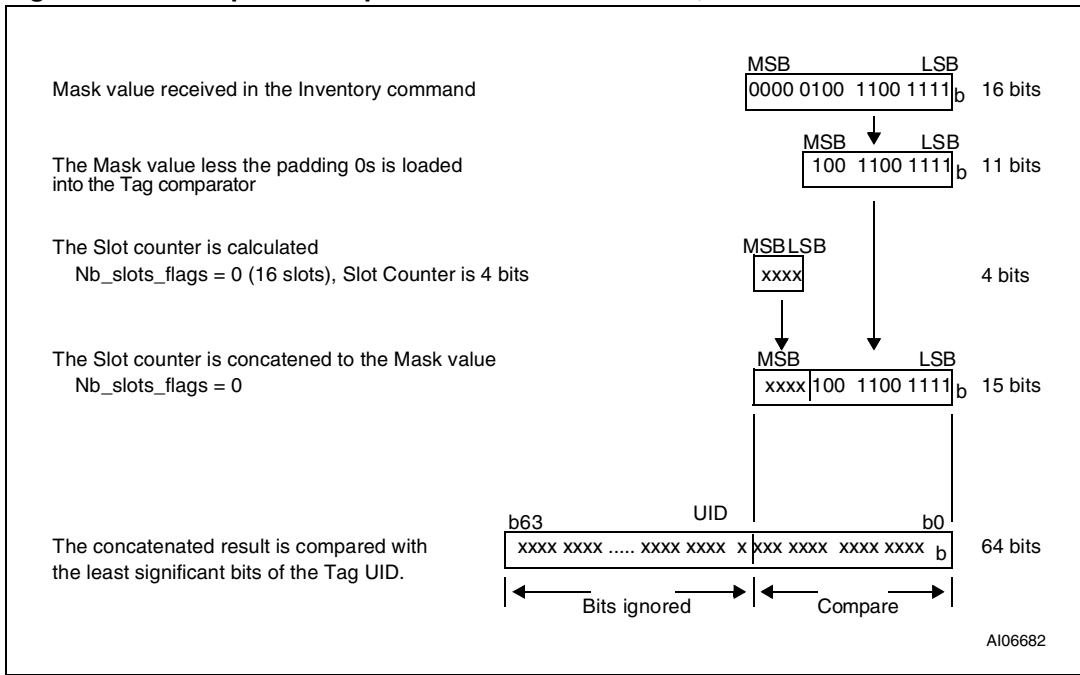 MSB LSB
Mask value received in the Inventory command 0000 0100 1100 1111 b 16 bits
MSB LSB
The Mask value less the padding 0s is loaded 100 1100 1111 b 11 bits
into the Tag comparator
The Slot counter is calculated MSB LSB
Nb_slots_flags = 0 (16 slots), Slot Counter is 4 bits xxxx 4 bits
The Slot counter is concatened to the Mask value MSB LSB
Nb_slots_flags = 0 xxxx 100 1100 1111 b 15 bits
UID
b63 b0
The concatenated result is compared with xxxx xxxx ..... xxxx xxxx x xxx xxxx xxxx xxxx b 64 bits
the least significant bits of the Tag UID.
Bits ignored Compare
AI06682